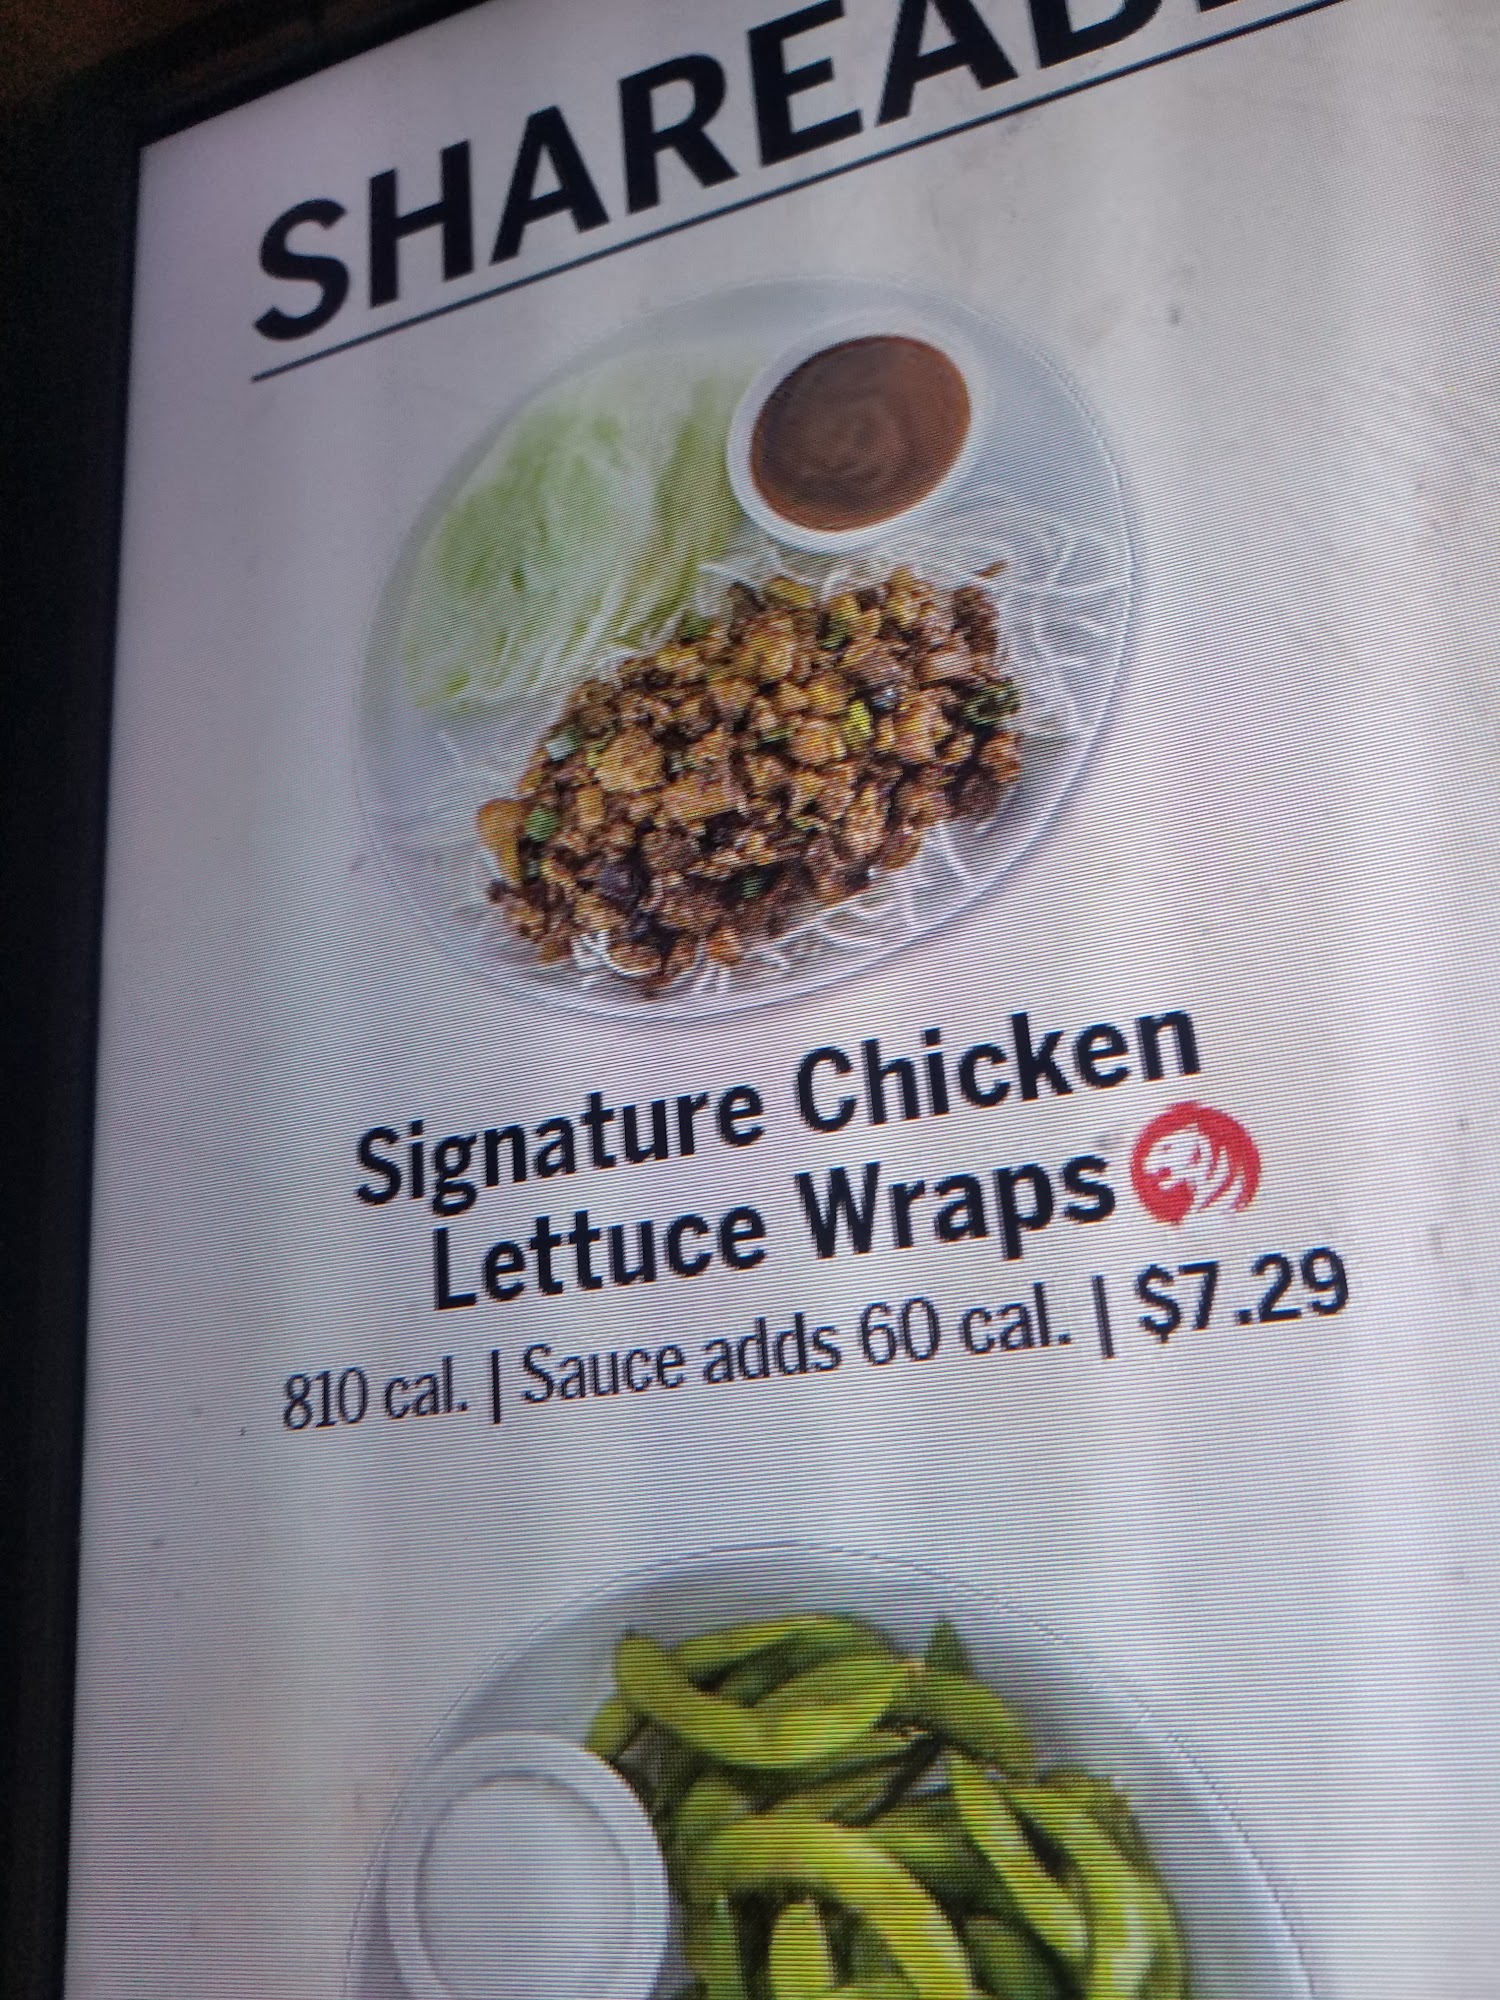 SHAREAB
Signature Chicken
Lettuce Wraps
810 cal. | Sauce adds 60 cal. | $7.29